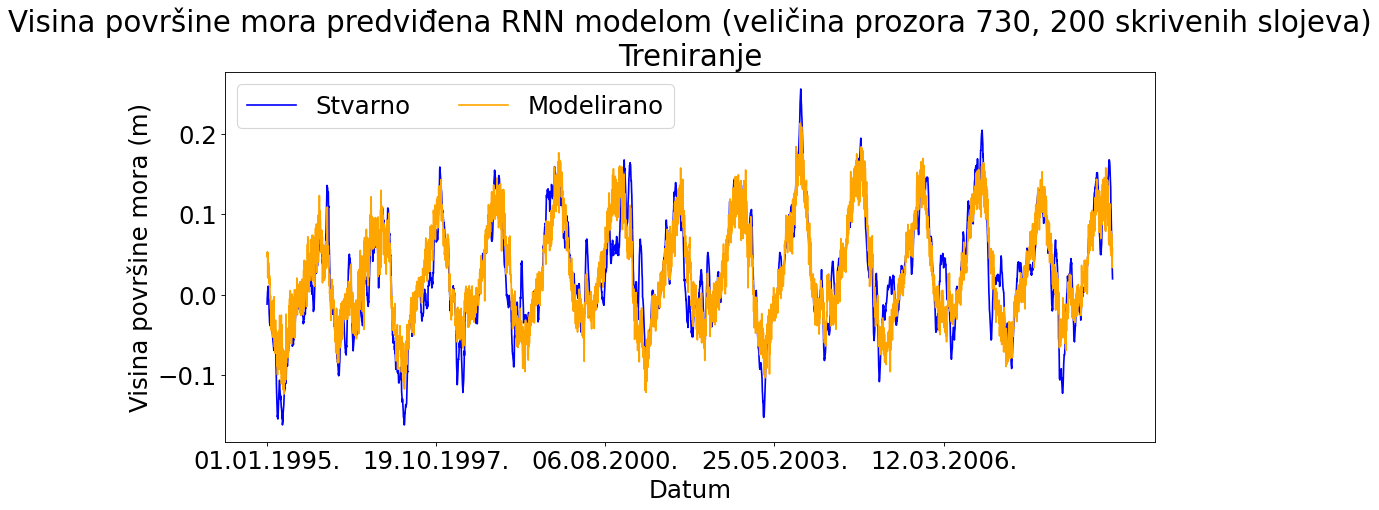 Visina površine mora predviđena RNN modelom (veličina prozora 730, 200 skrivenih slojeva)
Treniranje
Stvarno
Modelirano
Visina površine mora (m)
0.2
0.1
0.0
−0.1
01.01.1995.
19.10.1997.
06.08.2000.
25.05.2003.
12.03.2006.
Datum